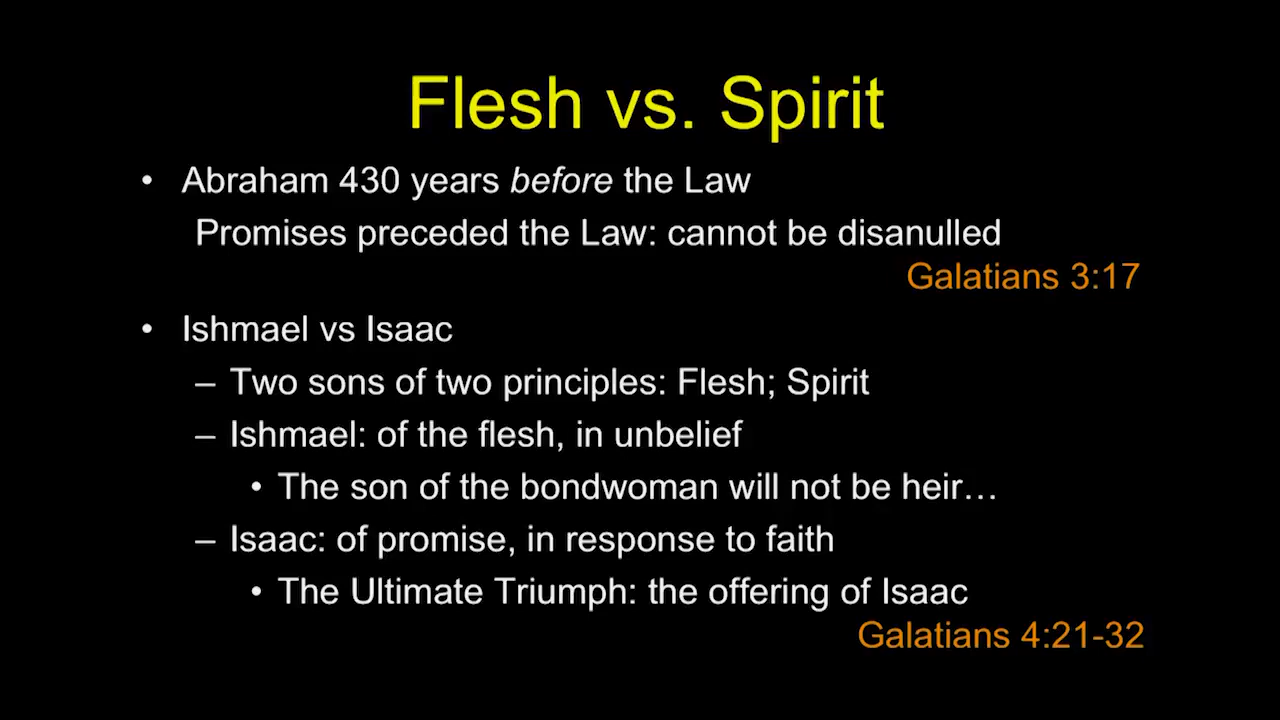 Flesh vs. Spirit
• Abraham 430 years before the Law
Promises preceded the Law: cannot be disanulled
Galatians 3:17
• Ishmael vs Isaac
– Two sons of two principles: Flesh; Spirit
– Ishmael: of the flesh, in unbelief
• The son of the bondwoman will not be heir…
– Isaac: of promise, in response to faith
• The Ultimate Triumph: the offering of Isaac
Galatians 4:21-32